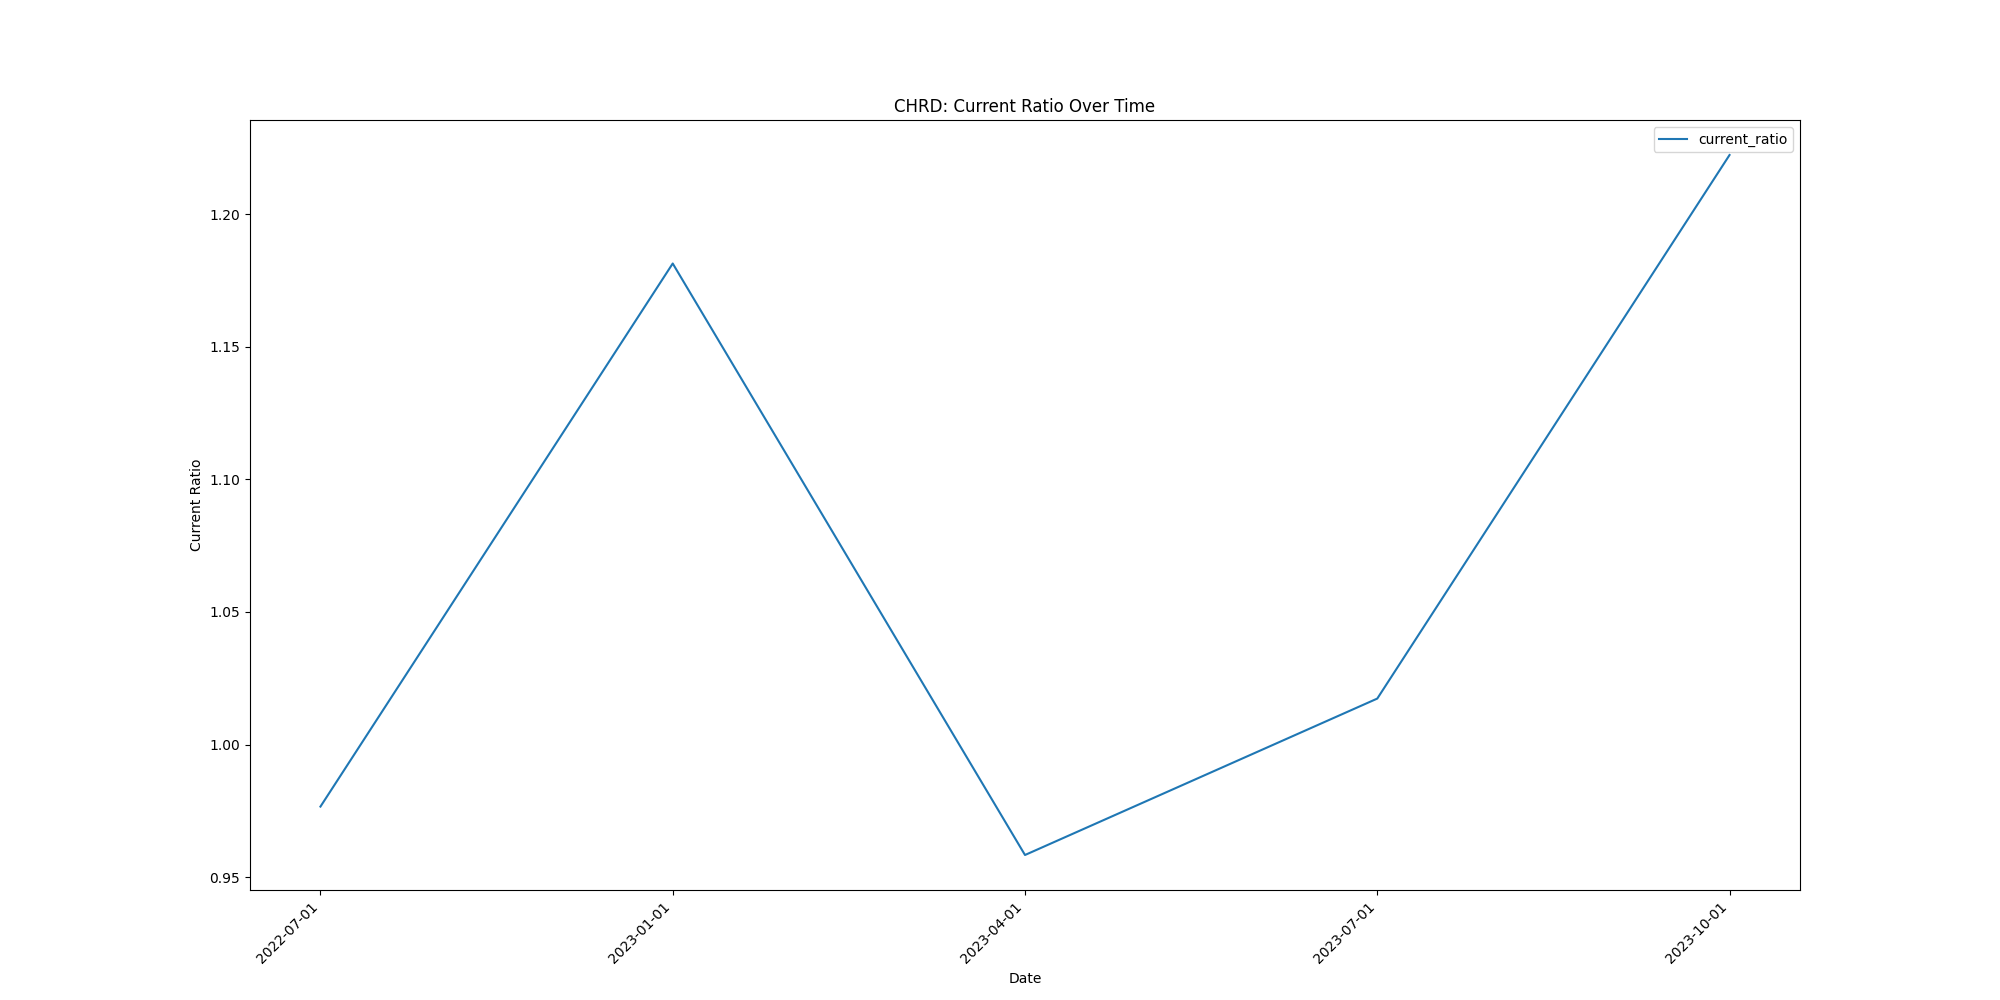 CHRD: Current Ratio Over Time
current_ratio
Current Ratio
1.20
1.15
1.10
1.05
1.00
0.95
2022-07-01
2023-01-01
2023-04-01
2023-07-01
2023-10-01
Date